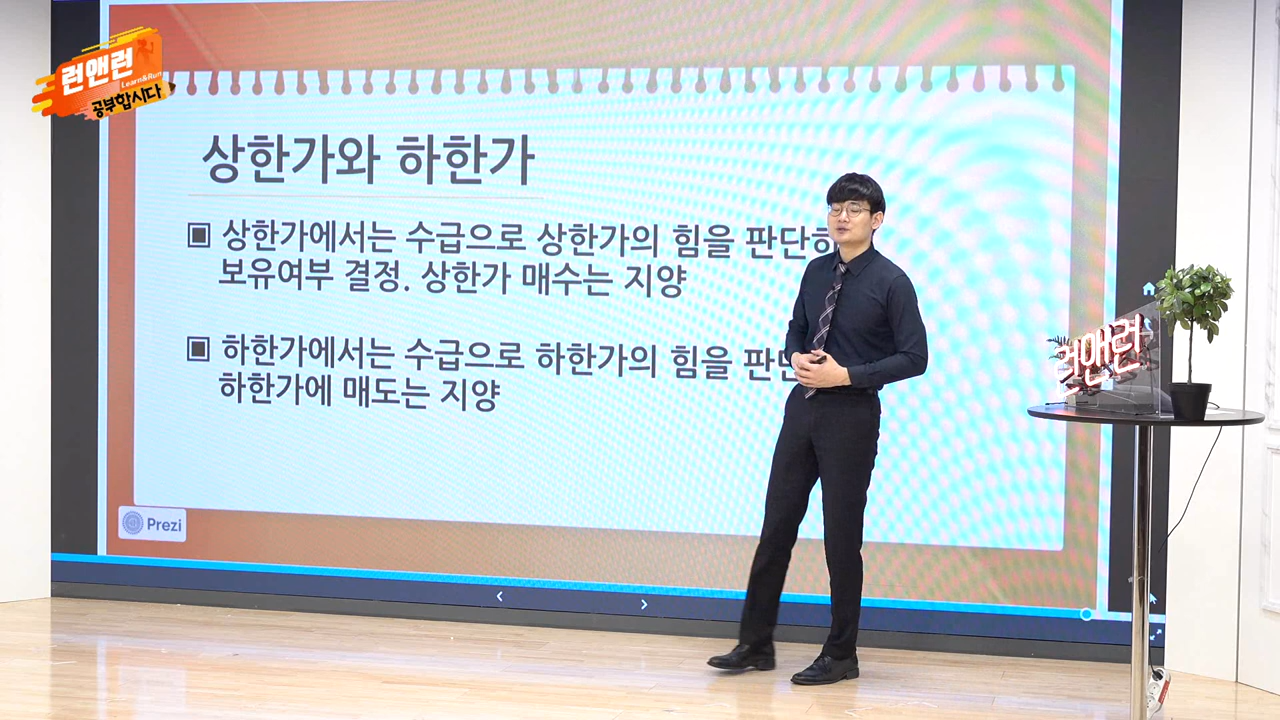 런앤런
Learn&Run
공부합시다
상한가와 하한가
▣ 상한가에서는 수급으로 상한가의 힘을 판단하
보유여부 결정. 상한가 매수는 지양
▣ 하한가에서는 수급으로 하한가의 힘을
하한가에 매도는 지양
Prezi
런앤런